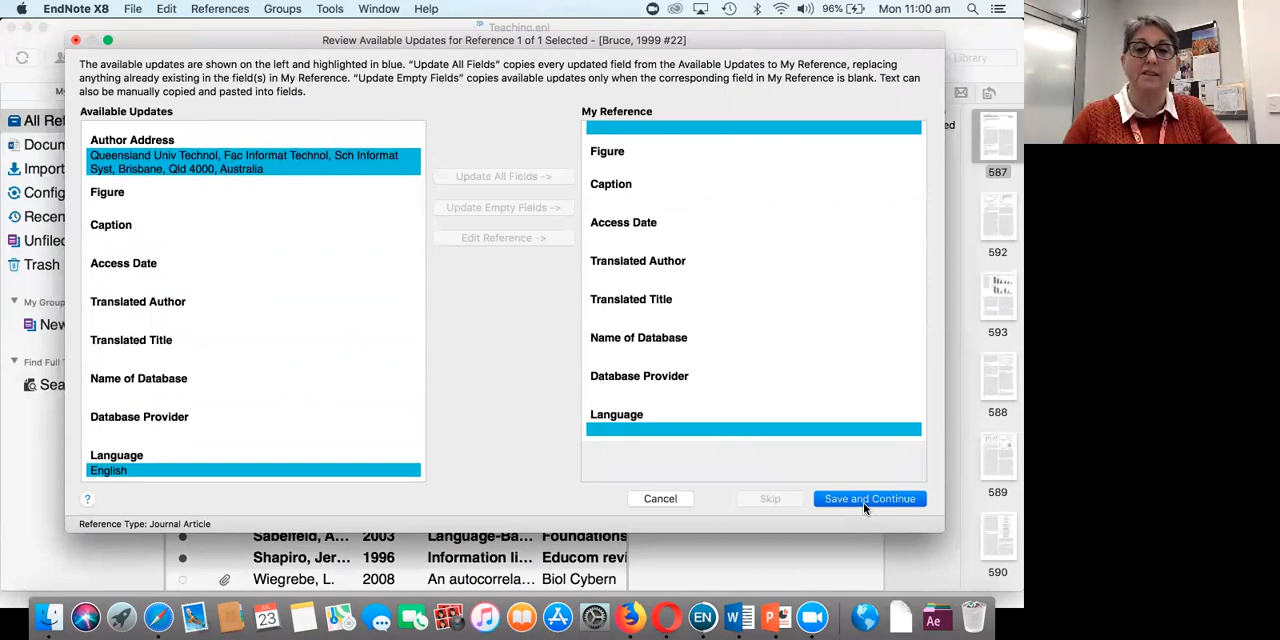 EndNote X8 File Edit References Groups Tools Window Help 96% Mon 11:00 am
Teaching.enl
Review Available Updates for Reference 1 of 1 Selected - [Bruce, 1999 #22]
The available updates are shown on the left and highlighted in blue. “Update All Fields” copies every updated field from the Available Updates to My Reference, replacing
anything already existing in the field(s) in My Reference. “Update Empty Fields” copies available updates only when the corresponding field in My Reference is blank. Text can
also be manually copied and pasted into fields.
Library
My
All Re
Docum
Import
Config
Recen
Unfiled
Trash
My Group
New
Find Full T
Sea
Available Updates
Author Address
Queensland Univ Technol, Fac Informat Technol, Sch Informat
Syst, Brisbane, Qld 4000, Australia
Figure
Caption
Access Date
Translated Author
Translated Title
Name of Database
Database Provider
Language
English
Update All Fields ->
Update Empty Fields ->
Edit Reference ->
My Reference
Figure
Caption
Access Date
Translated Author
Translated Title
Name of Database
Database Provider
Language
?
Cancel
Skip
Save and Continue
Reference Type: Journal Article
ed
587
592
593
588
589
590
Sabelfeld, A... 2003 Language-Ba... Foundations
Shapiro, Jer... 1996 Information li... Educom revi
Wiegrebe, L. 2008 An autocorrela... Biol Cybern
JUL
23
EN
W
P
Ae